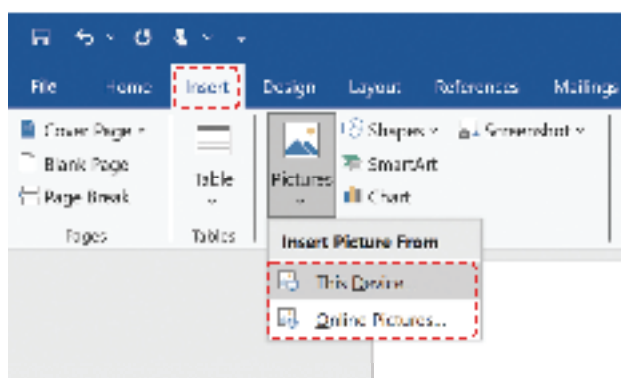 File Home Insert Design Layout References Mailings
Cover Page
Blank Page
Page Break
Pages
Table
Tables
Pictures
Shapes
SmartArt
Chart
Screenshot
Insert Picture From
This Device...
Online Pictures...